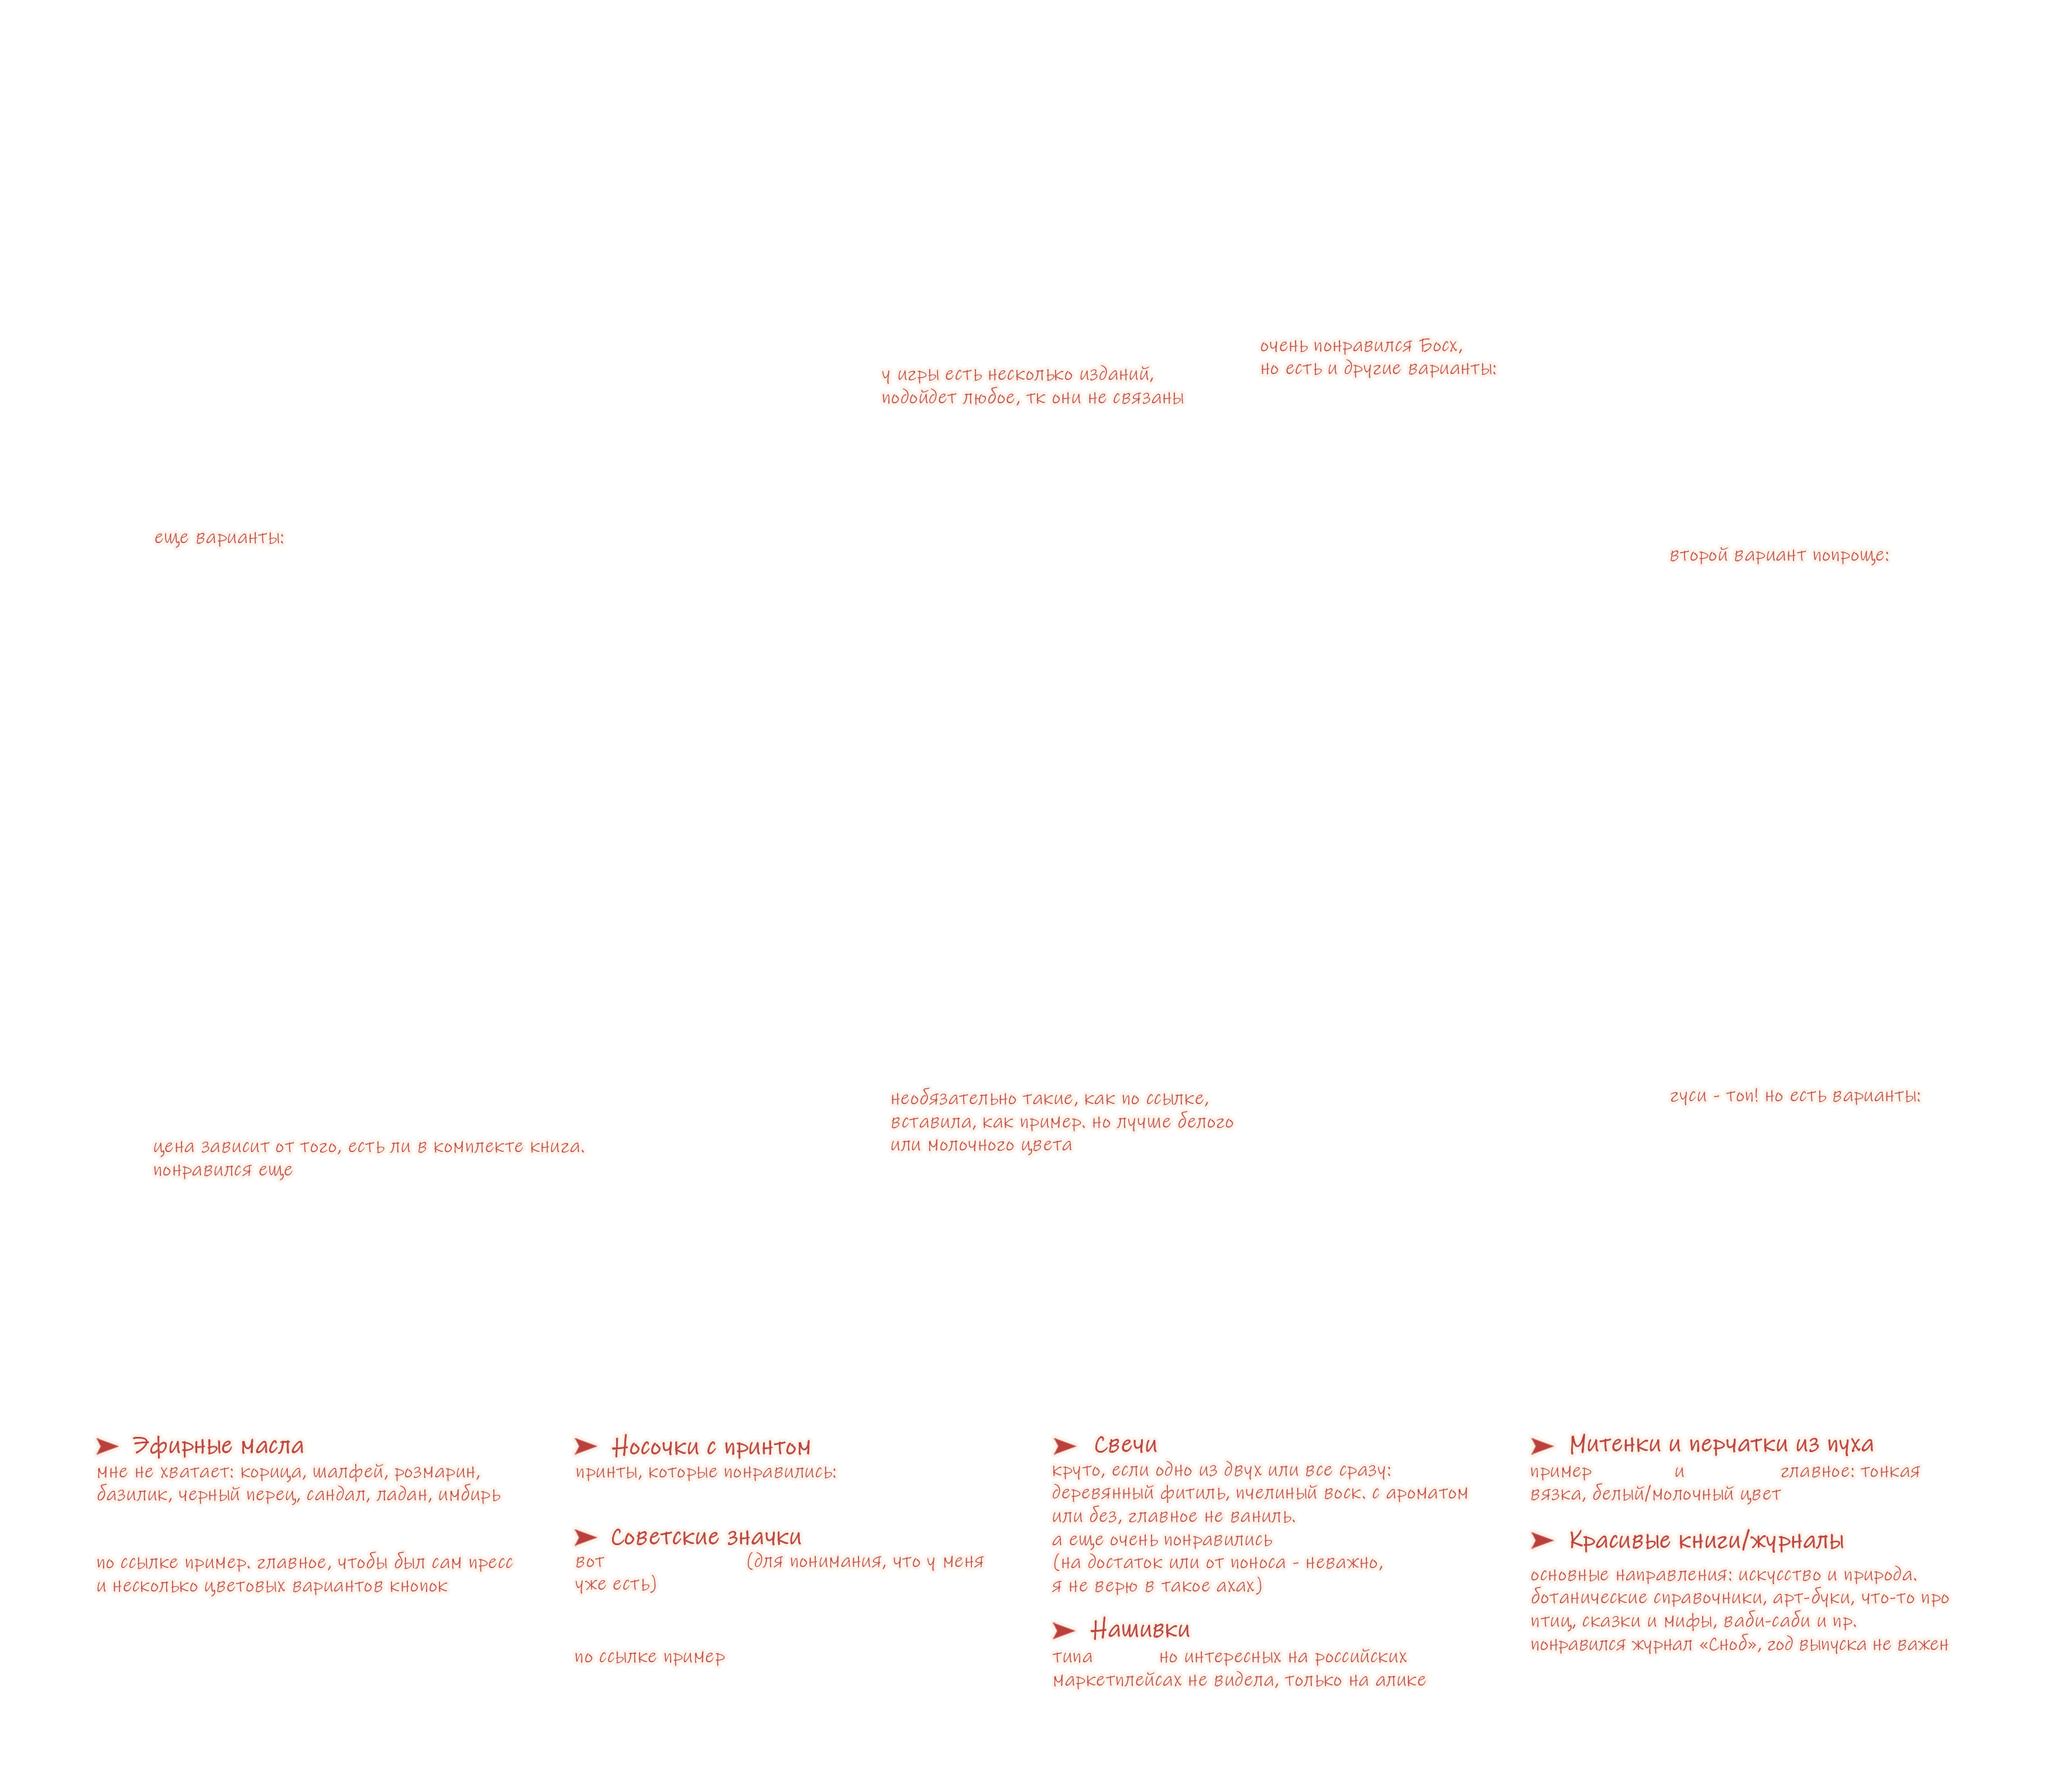 очень понравился Босх,
но есть и другие варианты:
у игры есть несколько изданий,
подойдет любое, тк они не связаны
еще варианты:
второй вариант попроще:
необязательно такие, как по ссылке,
вставила, как пример. но лучше белого
или молочного цвета
гуси - топ! но есть варианты:
цена зависит от того, есть ли в комплекте книга.
понравился еще
Эфирные масла
мне не хватает: корица, шалфей, розмарин,
базилик, черный перец, сандал, ладан, имбирь
по ссылке пример. главное, чтобы был сам пресс
и несколько цветовых вариантов кнопок
Носочки с принтом
принты, которые понравились:
Советские значки
вот (для понимания, что у меня
уже есть)
по ссылке пример
Свечи
круто, если одно из двух или все сразу:
деревянный фитиль, пчелиный воск. с ароматом
или без, главное не ваниль.
а еще очень понравились
(на достаток или от поноса - неважно,
я не верю в такое ахах)
Нашивки
типа но интересных на российских
маркетплейсах не видела, только на алике
Митенки и перчатки из пуха
пример и главное: тонкая
вязка, белый/молочный цвет
Красивые книги/журналы
основные направления: искусство и природа.
ботанические справочники, арт-буки, что-то про
птиц, сказки и мифы, ваби-саби и пр.
понравился журнал «Сноб», год выпуска не важен